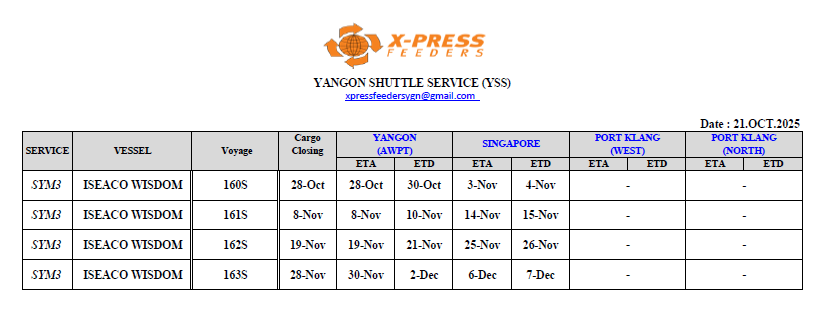 X-PRESS
FEEDERS
YANGON SHUTTLE SERVICE (YSS)
xpressfeedersygn@gmail.com
Date : 21.OCT.2025
SERVICE VESSEL Voyage Cargo Closing YANGON (AWPT) SINGAPORE PORT KLANG (WEST) PORT KLANG (NORTH)
ETA ETD ETA ETD ETA ETD ETA ETD
SYM3 ISEACO WISDOM 160S 28-Oct 28-Oct 30-Oct 3-Nov 4-Nov - -
SYM3 ISEACO WISDOM 161S 8-Nov 8-Nov 10-Nov 14-Nov 15-Nov - -
SYM3 ISEACO WISDOM 162S 19-Nov 19-Nov 21-Nov 25-Nov 26-Nov - -
SYM3 ISEACO WISDOM 163S 28-Nov 30-Nov 2-Dec 6-Dec 7-Dec - -